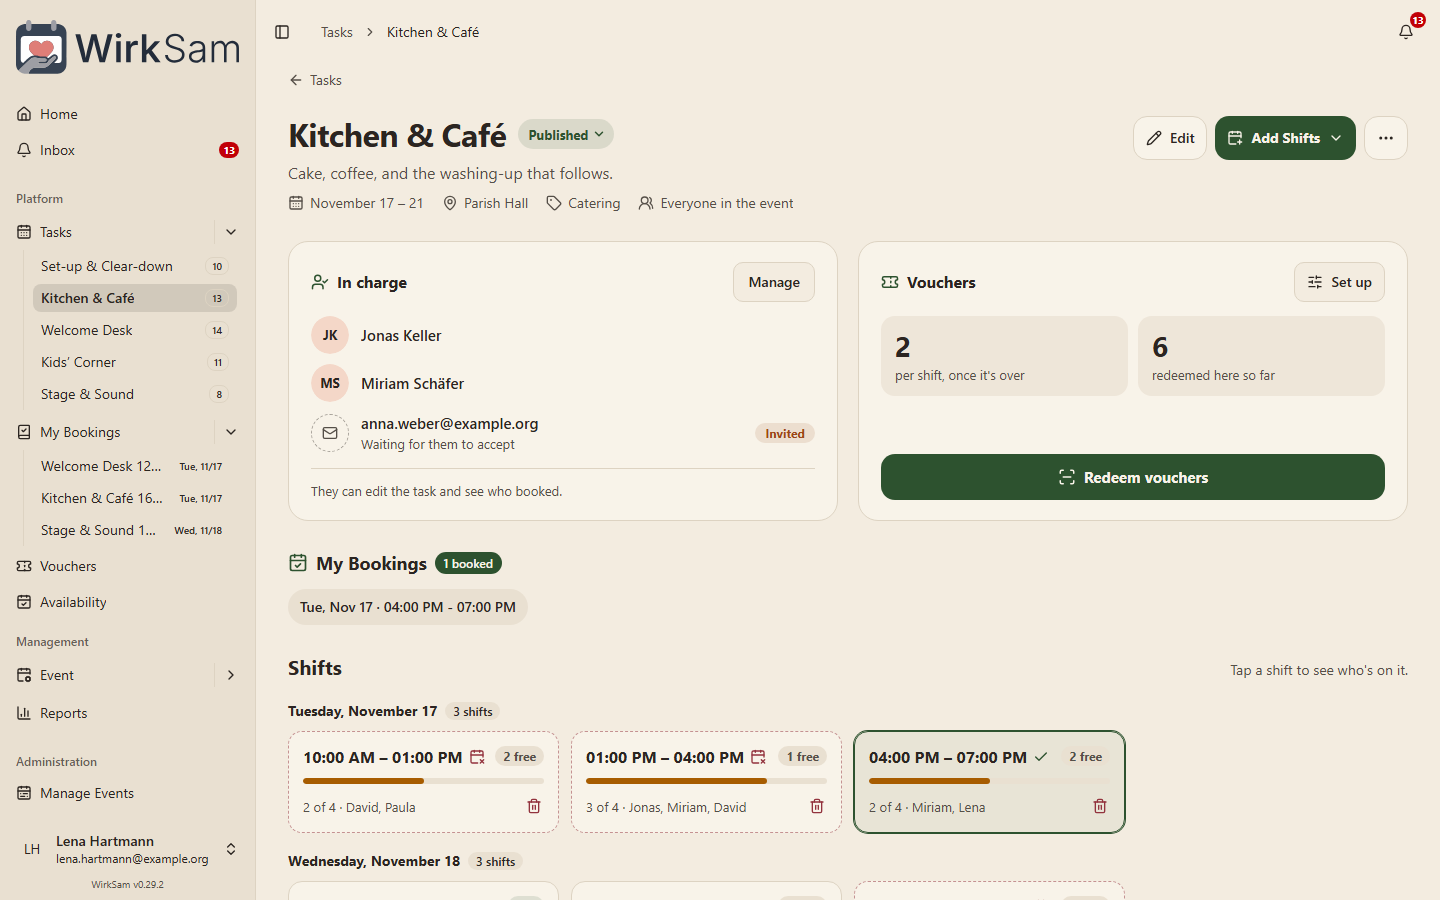 WirkSam
Home
Inbox
13
Platform
Tasks
Set-up & Clear-down
10
Kitchen & Café
13
Welcome Desk
14
Kids' Corner
11
Stage & Sound
8
My Bookings
Welcome Desk 12...
Tue, 11/17
Kitchen & Café 16...
Tue, 11/17
Stage & Sound 1...
Wed, 11/18
Vouchers
Availability
Management
Event
Reports
Administration
Manage Events
LH
Lena Hartmann
lena.hartmann@example.org
WirkSam v0.29.2
Tasks
Kitchen & Café
13
Tasks
Kitchen & Café
Published
Edit
Add Shifts
Cake, coffee, and the washing-up that follows.
November 17 – 21
Parish Hall
Catering
Everyone in the event
In charge
Manage
JK
Jonas Keller
MS
Miriam Schäfer
anna.weber@example.org
Waiting for them to accept
Invited
They can edit the task and see who booked.
Vouchers
Set up
2
per shift, once it's over
6
redeemed here so far
Redeem vouchers
My Bookings
1 booked
Tue, Nov 17 · 04:00 PM - 07:00 PM
Shifts
Tap a shift to see who's on it.
Tuesday, November 17
3 shifts
10:00 AM – 01:00 PM
2 free
2 of 4 · David, Paula
01:00 PM – 04:00 PM
1 free
3 of 4 · Jonas, Miriam, David
04:00 PM – 07:00 PM
2 free
2 of 4 · Miriam, Lena
Wednesday, November 18
3 shifts